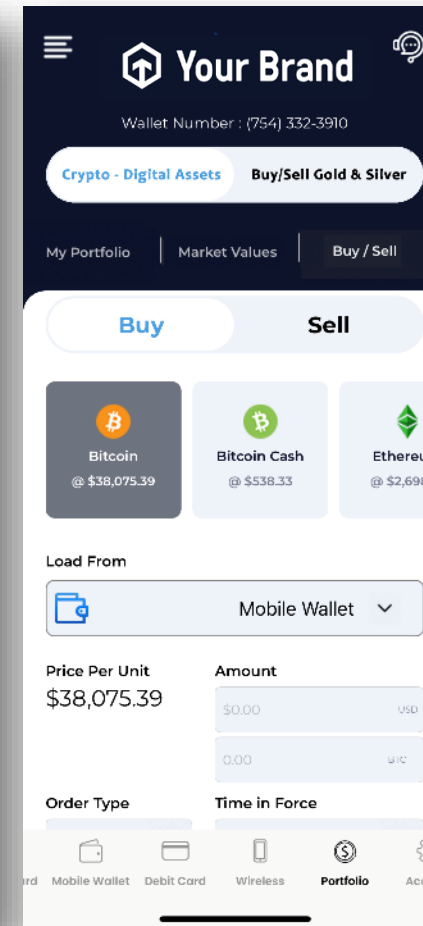 Your Brand
Wallet Number : (754) 332-3910
Crypto - Digital Assets Buy/Sell Gold & Silver
My Portfolio Market Values Buy / Sell
Buy Sell
Bitcoin Bitcoin Cash Ethereu
@ $38,075.39 @ $538.33 @ $2,69
Load From
Mobile Wallet
Price Per Unit Amount
$38,075.39
$0.00 USD
0.00 BTC
Order Type Time in Force
Mobile Wallet Debit Card Wireless Portfolio